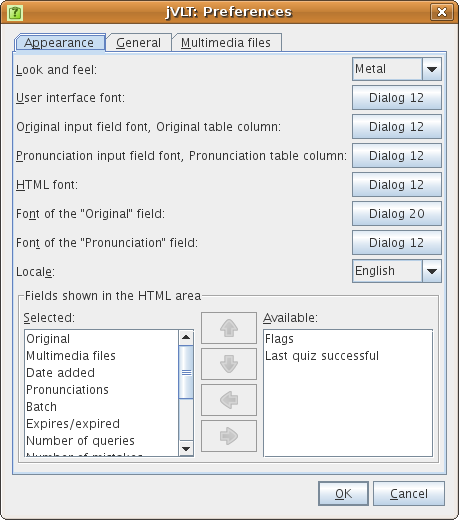 jVLT: Preferences
Appearance General Multimedia files
Look and feel: Metal
User interface font: Dialog 12
Original input field font, Original table column: Dialog 12
Pronunciation input field font, Pronunciation table column: Dialog 12
HTML font: Dialog 12
Font of the "Original" field: Dialog 20
Font of the "Pronunciation" field: Dialog 12
Locale: English
Fields shown in the HTML area
Selected:
Original
Multimedia files
Date added
Pronunciations
Batch
Expires/expired
Number of queries
Number of mistakes
Available:
Flags
Last quiz successful
OK Cancel